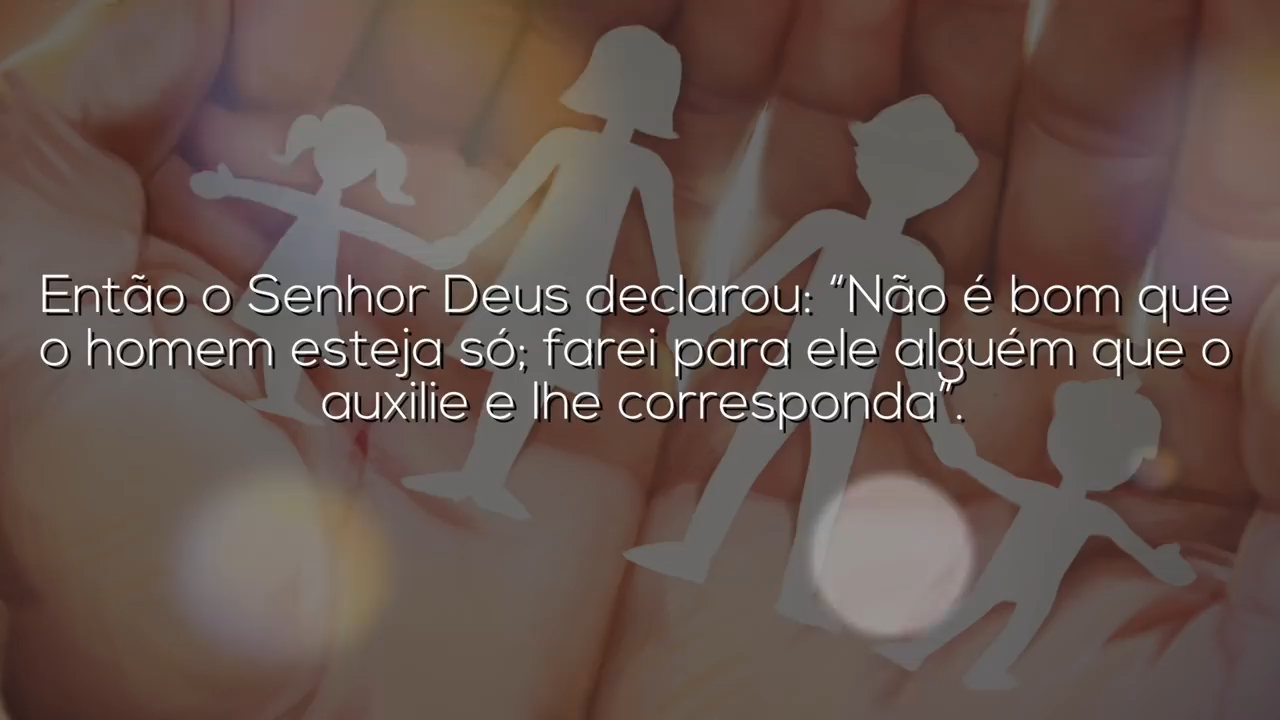 Então o Senhor Deus declarou: “Não é bom que
o homem esteja só; farei para ele alguém que o
auxilie e lhe corresponda”.